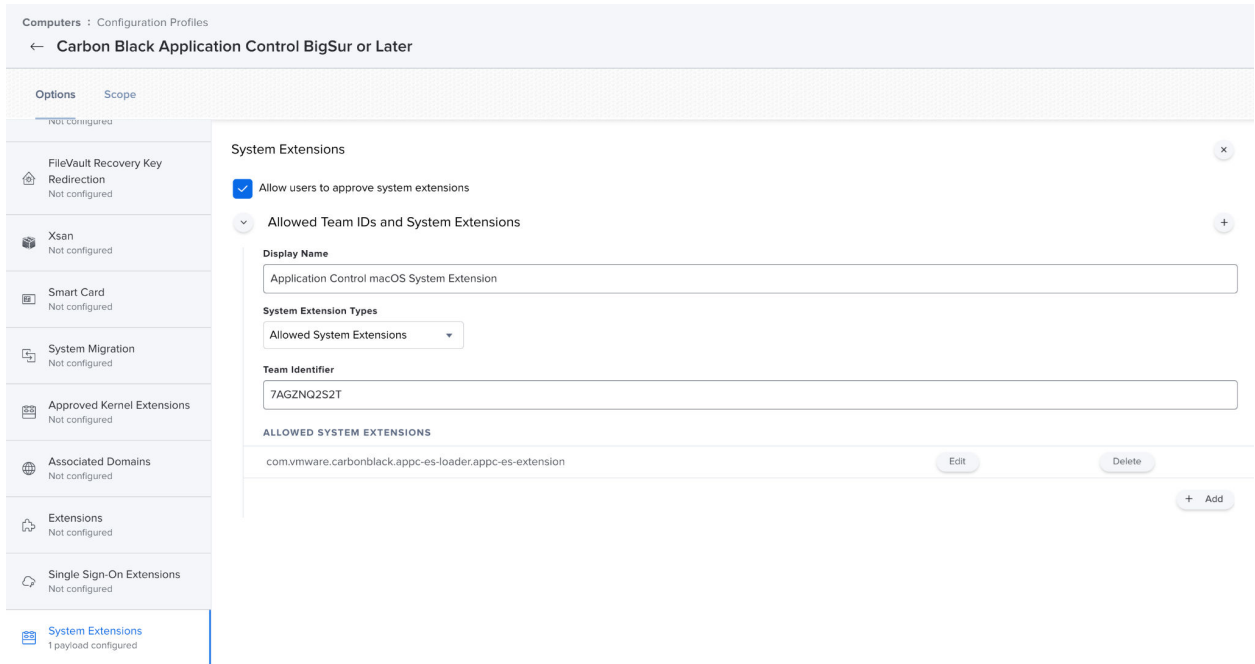 Computers : Configuration Profiles
← Carbon Black Application Control BigSur or Later
Options Scope
Not configured
FileVault Recovery Key
Redirection
Not configured
Xsan
Not configured
Smart Card
Not configured
System Migration
Not configured
Approved Kernel Extensions
Not configured
Associated Domains
Not configured
Extensions
Not configured
Single Sign-On Extensions
Not configured
System Extensions
1 payload configured
System Extensions
Allow users to approve system extensions
Allowed Team IDs and System Extensions
Display Name
Application Control macOS System Extension
System Extension Types
Allowed System Extensions
Team Identifier
7AGZNQ2S2T
ALLOWED SYSTEM EXTENSIONS
com.vmware.carbonblack.appc-es-loader.appc-es-extension Edit Delete
+ Add